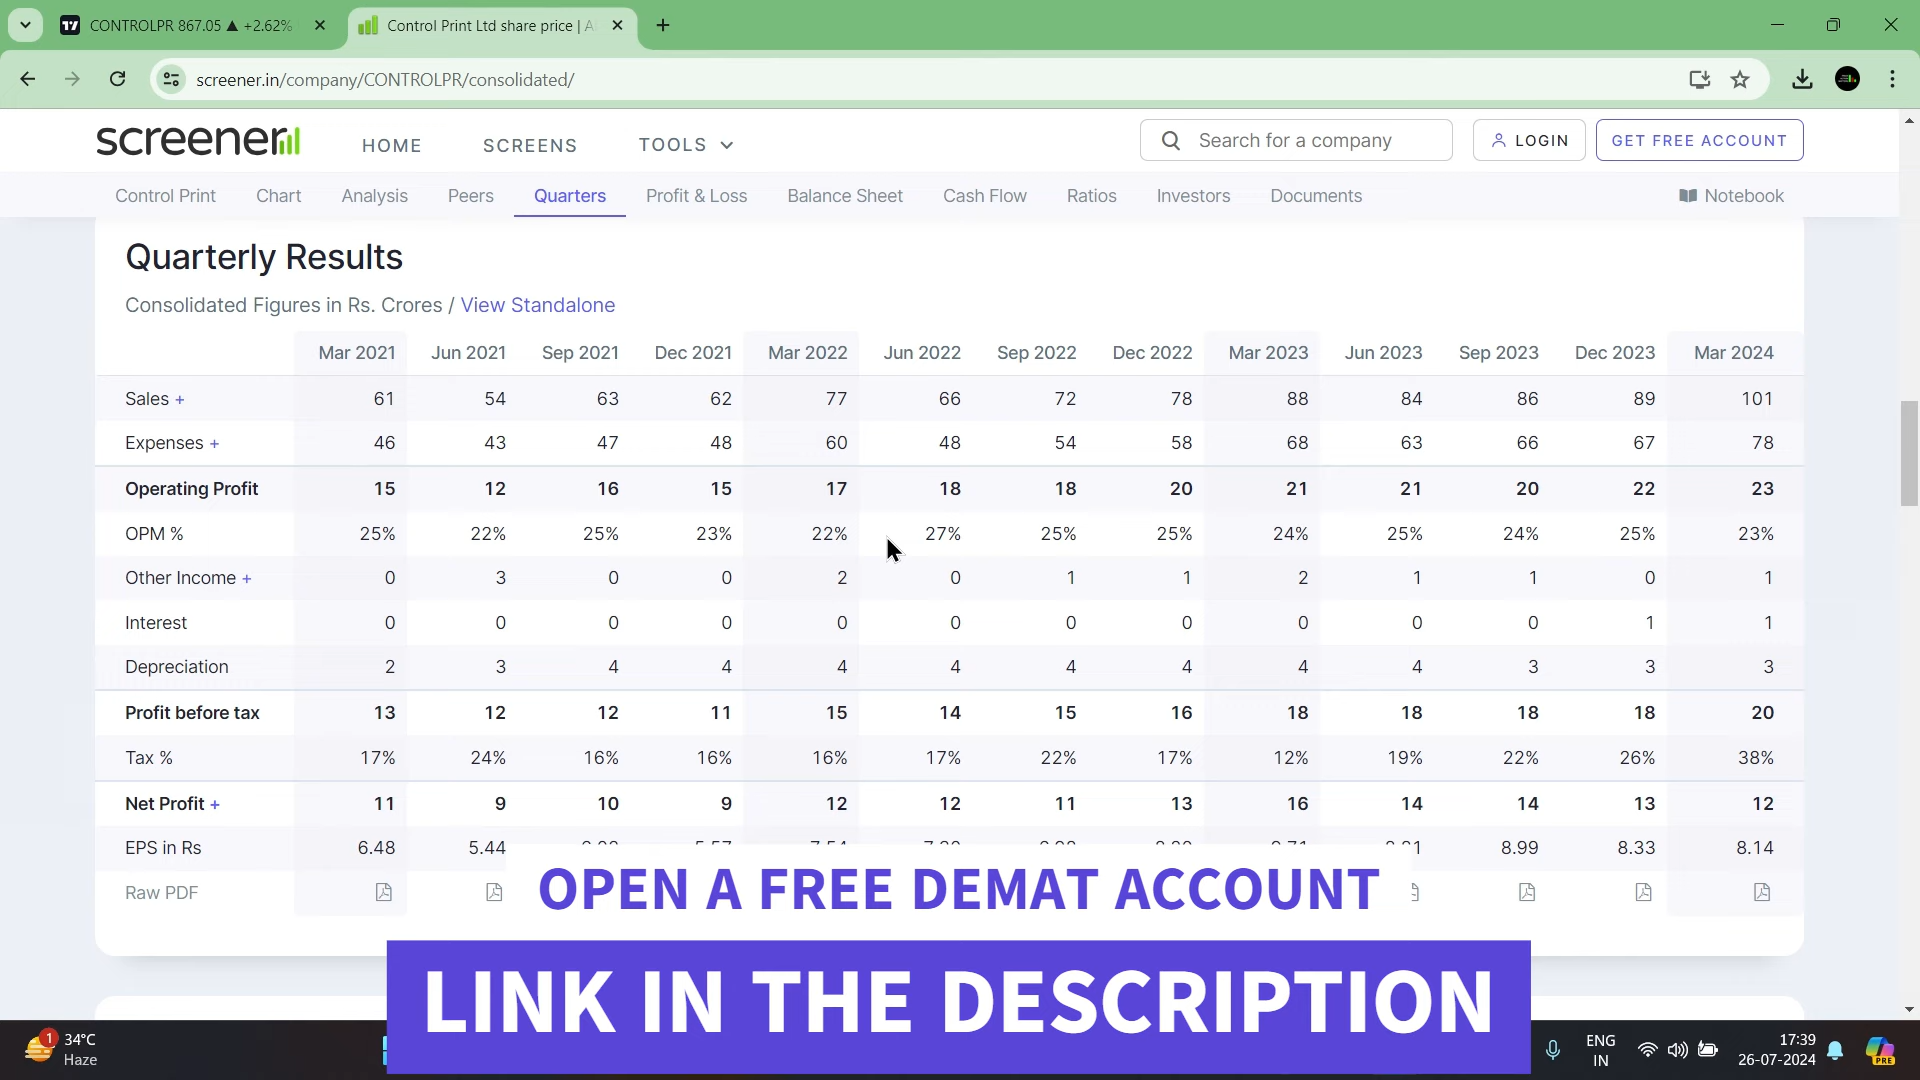 CONTROLPR 867.05 ▲ +2.62%
Control Print Ltd share price |
screener.in/company/CONTROLPR/consolidated/
screener HOME SCREENS TOOLS Search for a company LOGIN GET FREE ACCOUNT
Control Print Chart Analysis Peers Quarters Profit & Loss Balance Sheet Cash Flow Ratios Investors Documents Notebook
Quarterly Results
Consolidated Figures in Rs. Crores / View Standalone
Mar 2021 Jun 2021 Sep 2021 Dec 2021 Mar 2022 Jun 2022 Sep 2022 Dec 2022 Mar 2023 Jun 2023 Sep 2023 Dec 2023 Mar 2024
Sales + 61 54 63 62 77 66 72 78 88 84 86 89 101
Expenses + 46 43 47 48 60 48 54 58 68 63 66 67 78
Operating Profit 15 12 16 15 17 18 18 20 21 21 20 22 23
OPM % 25% 22% 25% 23% 22% 27% 25% 25% 24% 25% 24% 25% 23%
Other Income + 0 3 0 0 2 0 1 1 2 1 1 0 1
Interest 0 0 0 0 0 0 0 0 0 0 0 1 1
Depreciation 2 3 4 4 4 4 4 4 4 4 3 3 3
Profit before tax 13 12 12 11 15 14 15 16 18 18 18 18 20
Tax % 17% 24% 16% 16% 16% 17% 22% 17% 12% 19% 22% 26% 38%
Net Profit + 11 9 10 9 12 12 11 13 16 14 14 13 12
EPS in Rs 6.48 5.44 8.99 8.33 8.14
Raw PDF
OPEN A FREE DEMAT ACCOUNT
LINK IN THE DESCRIPTION
1 34°C
Haze
ENG
IN
17:39
26-07-2024
PRE